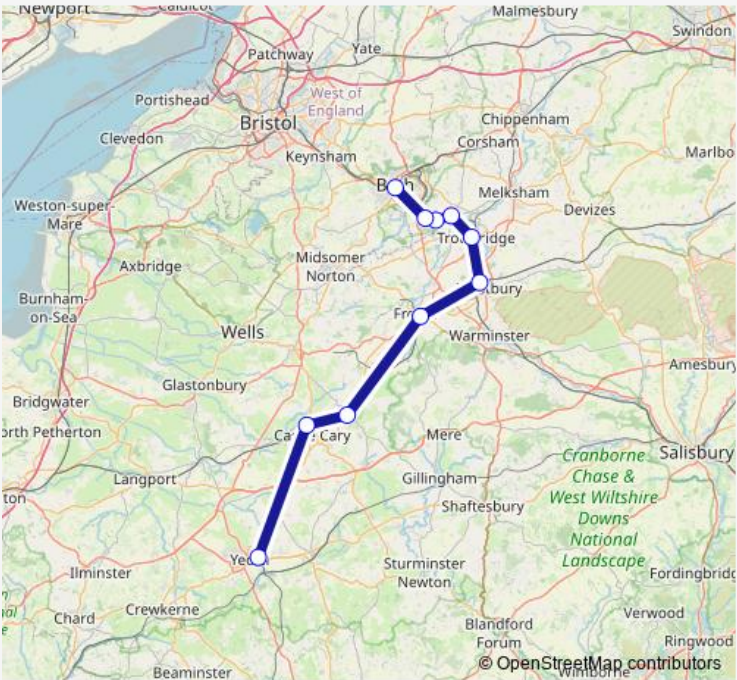 Newport
Caldicot
Malmesbury
Swindon
Patchway
Yate
Portishead
West of
England
Bristol
Clevedon
Chippenham
Corsham
Keynsham
Marlbo
Weston-super-
Mare
Melksham
Devizes
Midsomer
Norton
Axbridge
Burnham-
on-Sea
Wells
Warminster
Amesbury
Glastonbury
Bridgwater
orth Petherton
Mere
Salisbury
Cranborne
Chase &
West Wiltshire
Downs
National
Landscape
Langport
Gillingham
ton
Shaftesbury
Ilminster
Sturminster
Newton
Fordingbridg
Chard
Crewkerne
Blandford
Forum
Verwood
Ringwood
Beaminster
© OpenStreetMap contributors
Wimborne